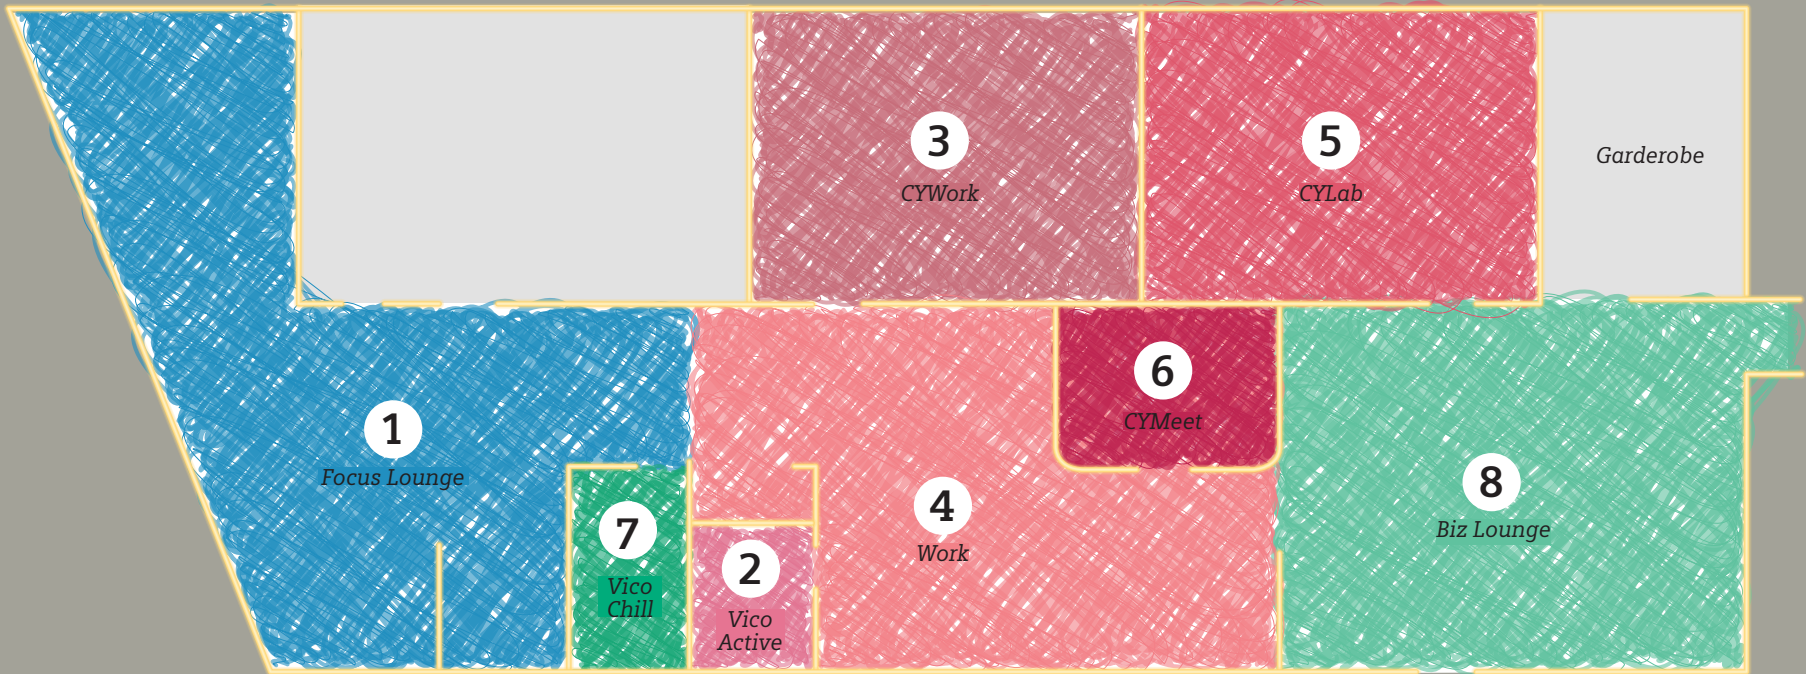 1
Focus Lounge
7
Vico
Chill
2
Vico
Active
3
CYWork
4
Work
5
CYLab
6
CYMeet
8
Biz Lounge
Garderobe